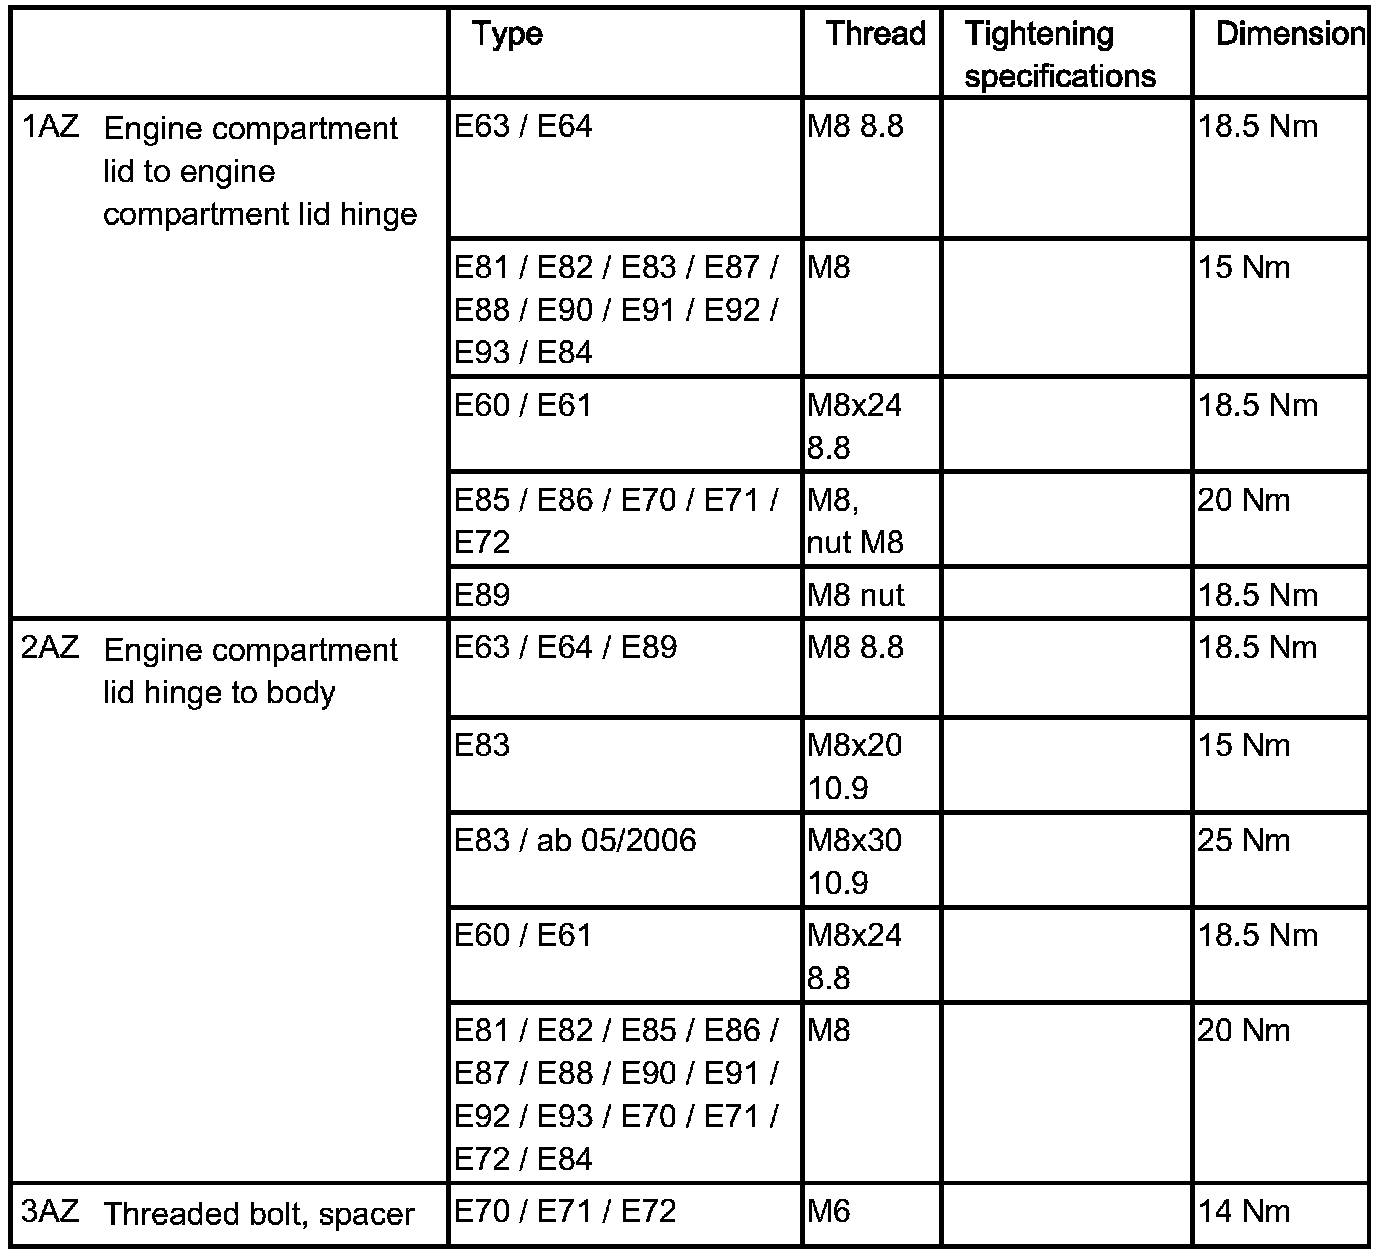 Type Thread Tightening specifications Dimension
1AZ Engine compartment
lid to engine
compartment lid hinge
E63 / E64 M8 8.8 18.5 Nm
E81 / E82 / E83 / E87 /
E88 / E90 / E91 / E92 /
E93 / E84
M8 15 Nm
E60 / E61 M8x24
8.8
18.5 Nm
E85 / E86 / E70 / E71 /
E72
M8,
nut M8
20 Nm
E89 M8 nut 18.5 Nm
2AZ Engine compartment
lid hinge to body
E63 / E64 / E89 M8 8.8 18.5 Nm
E83 M8x20
10.9
15 Nm
E83 / ab 05/2006 M8x30
10.9
25 Nm
E60 / E61 M8x24
8.8
18.5 Nm
E81 / E82 / E85 / E86 /
E87 / E88 / E90 / E91 /
E92 / E93 / E70 / E71 /
E72 / E84
M8 20 Nm
3AZ Threaded bolt, spacer E70 / E71 / E72 M6 14 Nm